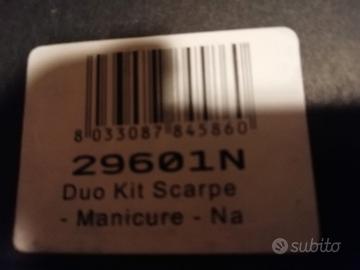 8 033087 845860
29601N
Duo Kit Scarpe
- Manicure - Na
subito